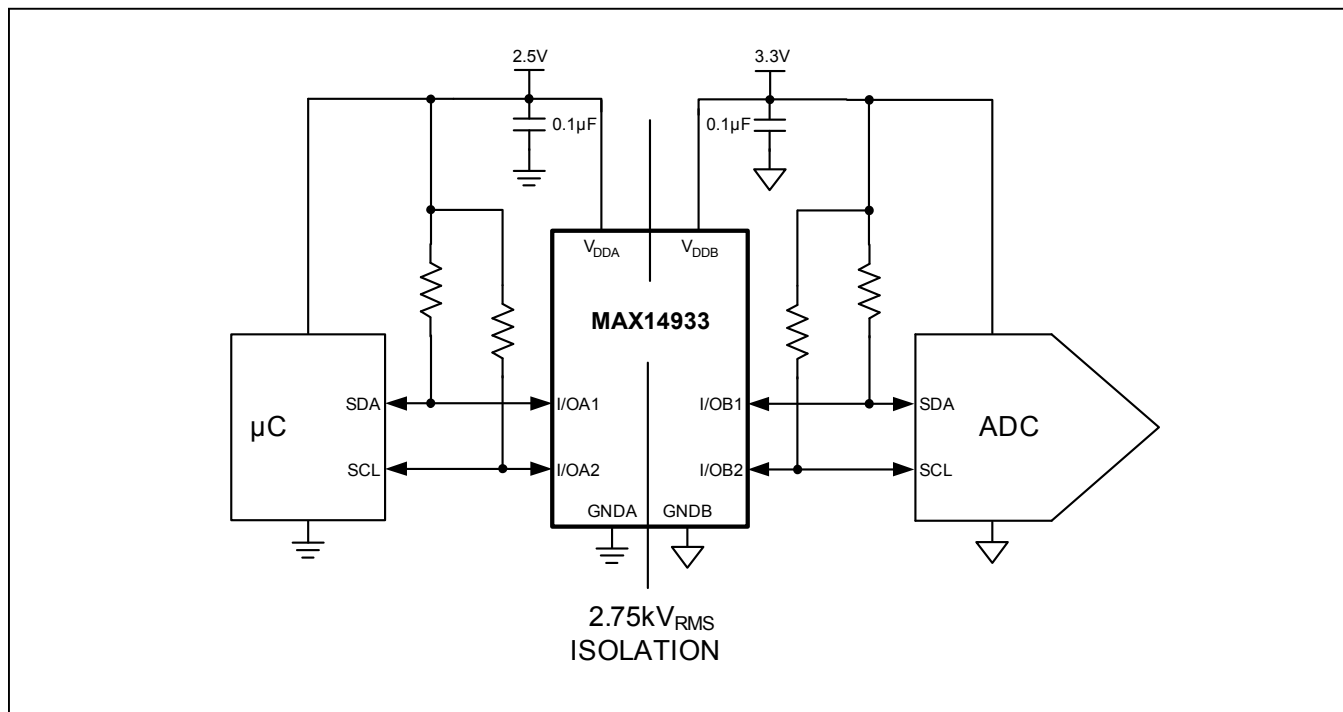 2.5V
3.3V
0.1µF
0.1µF
VDDA
VDDB
MAX14933
SDA
I/OA1
I/OB1
SDA
µC
ADC
SCL
I/OA2
I/OB2
SCL
GNDA
GNDB
2.75kVRMS
ISOLATION